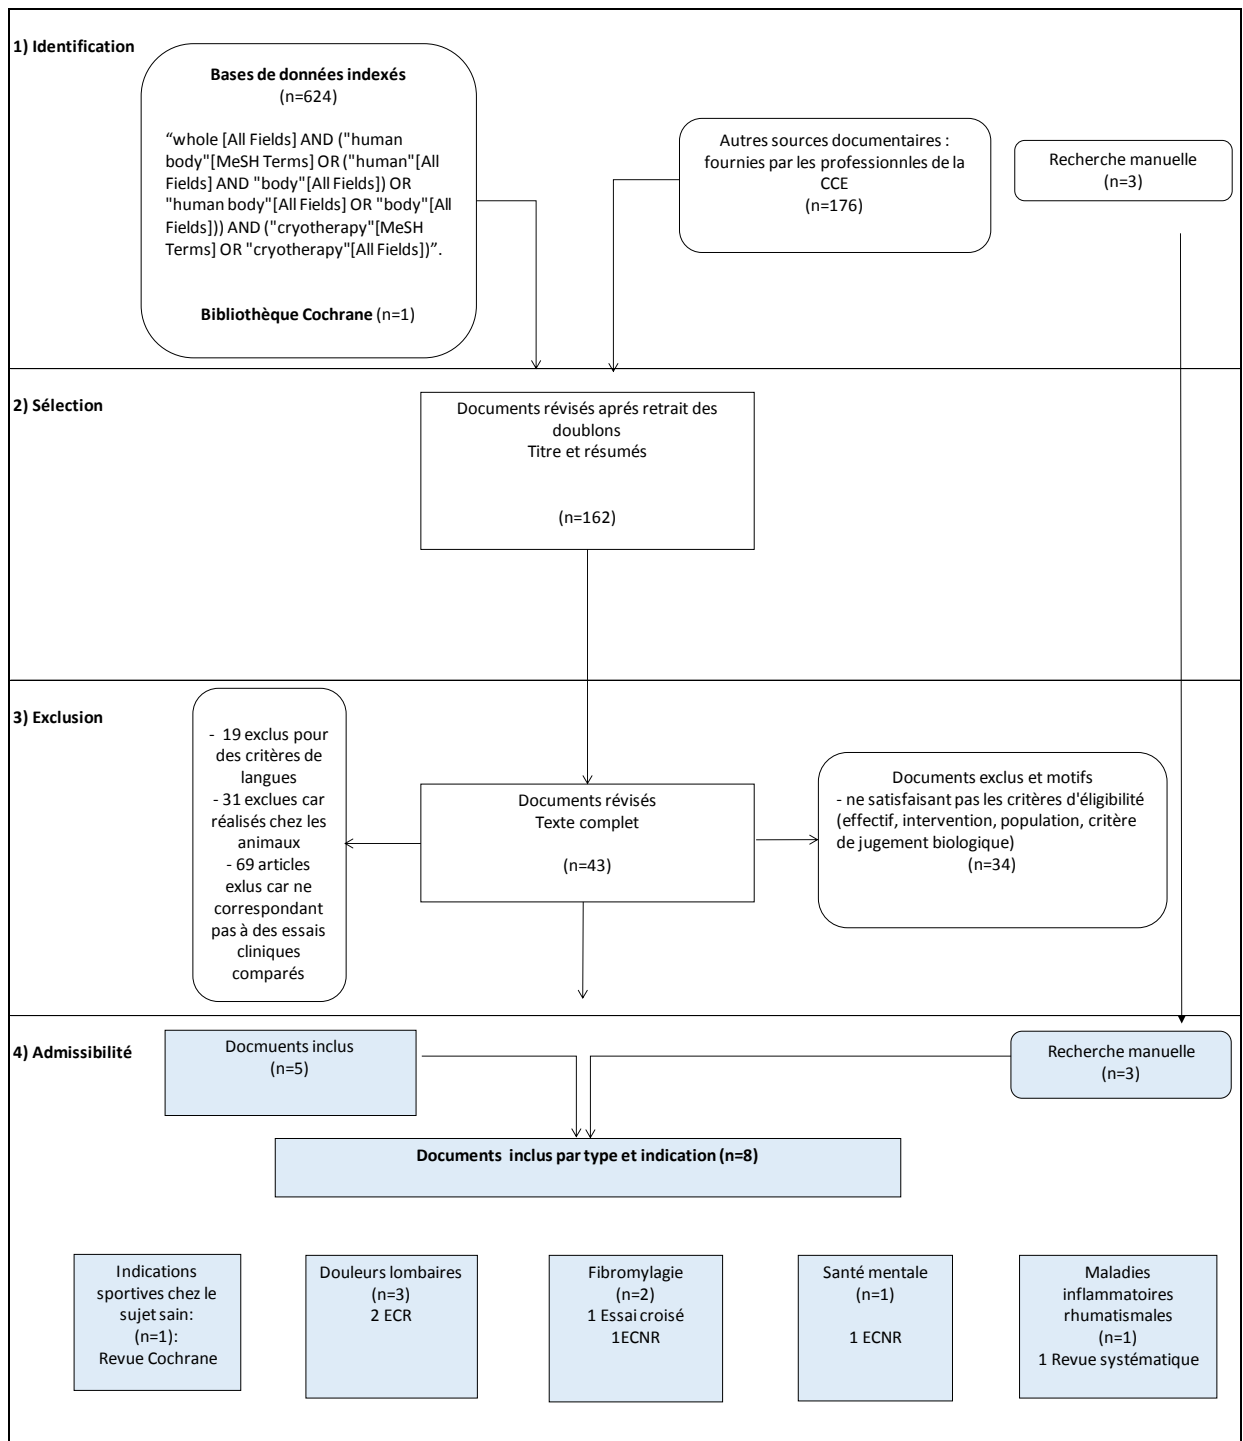 1) Identification
Bases de données indexés
(n=624)
“whole [All Fields] AND ("human
body"[MeSH Terms] OR ("human"[All
Fields] AND "body"[All Fields]) OR
"human body"[All Fields] OR "body"[All
Fields])) AND ("cryotherapy"[MeSH
Terms] OR "cryotherapy"[All Fields])”.
Bibliothèque Cochrane (n=1)
Autres sources documentaires :
fournies par les professionnles de la
CCE
(n=176)
Recherche manuelle
(n=3)
2) Sélection
Documents révisés aprés retrait des
doublons
Titre et résumés
(n=162)
3) Exclusion
- 19 exclus pour
des critères de
langues
- 31 exclues car
réalisés chez les
animaux
- 69 articles
exlus car ne
correspondant
pas à des essais
cliniques
comparés
Documents révisés
Texte complet
(n=43)
Documents exclus et motifs
- ne satisfaisant pas les critères d'éligibilité
(effectif, intervention, population, critère
de jugement biologique)
(n=34)
4) Admissibilité
Docmuents inclus
(n=5)
Recherche manuelle
(n=3)
Documents inclus par type et indication (n=8)
Indications
sportives chez le
sujet sain:
(n=1):
Revue Cochrane
Douleurs lombaires
(n=3)
2 ECR
Fibromylagie
(n=2)
1 Essai croisé
1ECNR
Santé mentale
(n=1)
1 ECNR
Maladies
inflammatoires
rhumatismales
(n=1)
1 Revue systématique